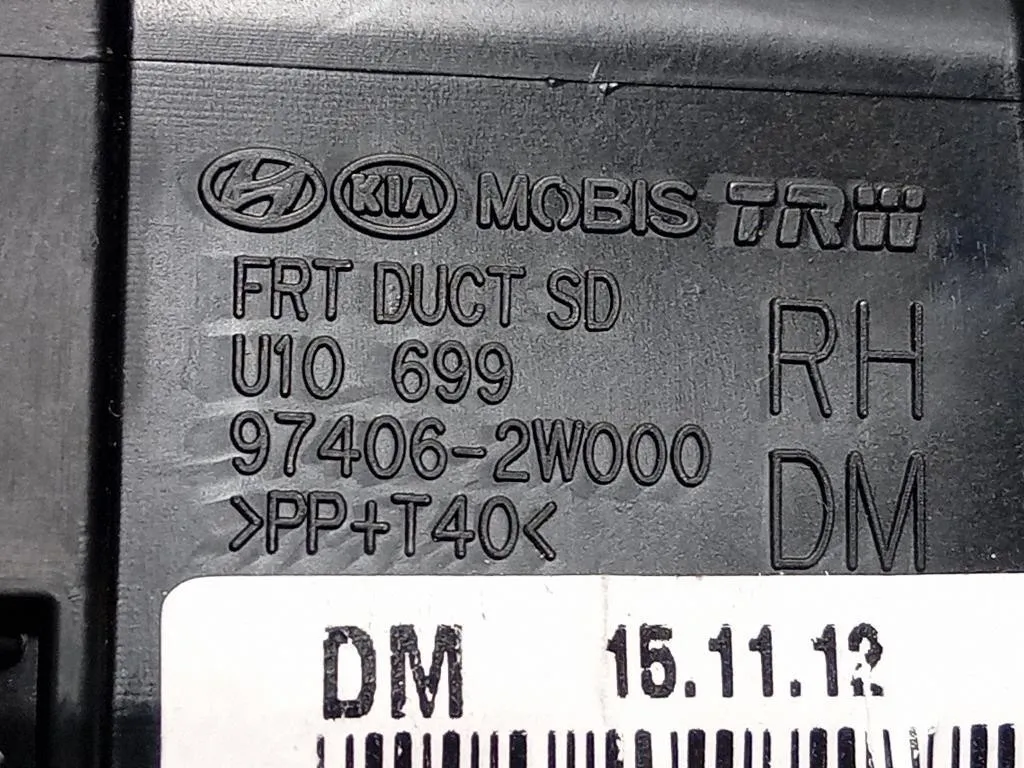 KIA MOBIS TRW
FRT DUCT SD
U10 699
97406-2W000
>PP+T40<
RH
DM
DM 15.11.12